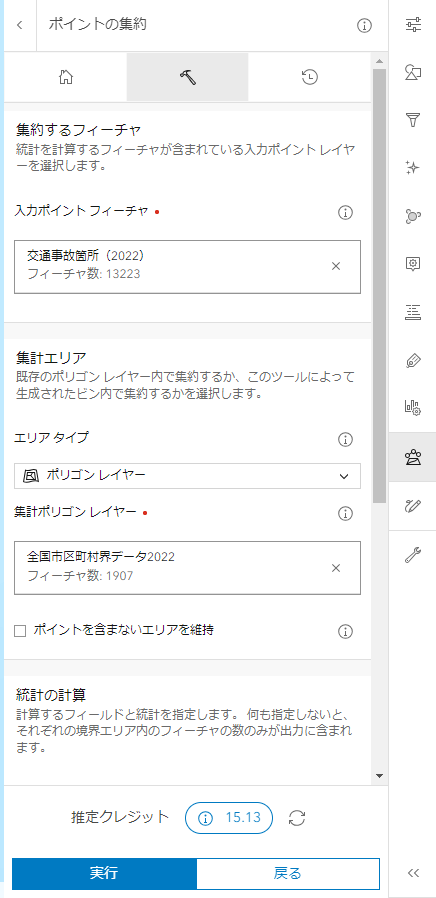 ポイントの集約
集約するフィーチャ
統計を計算するフィーチャが含まれている入力ポイント レイヤ
ーを選択します。
入力ポイント フィーチャ •
交通事故箇所（2022）
フィーチャ数: 13223
集計エリア
既存のポリゴン レイヤー内で集約するか、このツールによって
生成されたビン内で集約するかを選択します。
エリア タイプ
ポリゴン レイヤー
集計ポリゴン レイヤー •
全国市区町村界データ2022
フィーチャ数: 1907
ポイントを含まないエリアを維持
統計の計算
計算するフィールドと統計を指定します。 何も指定しないと、
それぞれの境界エリア内のフィーチャの数のみが出力に含まれ
ます。
推定クレジット 15.13
実行 戻る